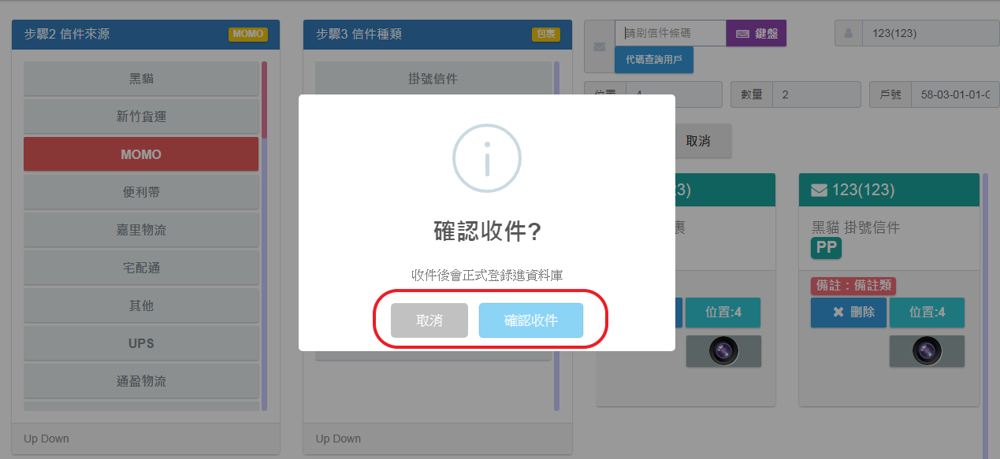 步驟2 信件來源
MOMO
黑貓
新竹貨運
MOMO
便利帶
嘉里物流
宅配通
其他
UPS
通盈物流
Up Down
步驟3 信件種類
包裹
掛號信件
Up Down
請刷信件條碼
鍵盤
代碼查詢用戶
123(123)
位置
4
數量
2
戶號
58-03-01-01-
取消
3)
裹
位置:4
123(123)
黑貓 掛號信件
PP
備註：備註類
刪除
位置:4
確認收件?
收件後會正式登錄進資料庫
取消
確認收件